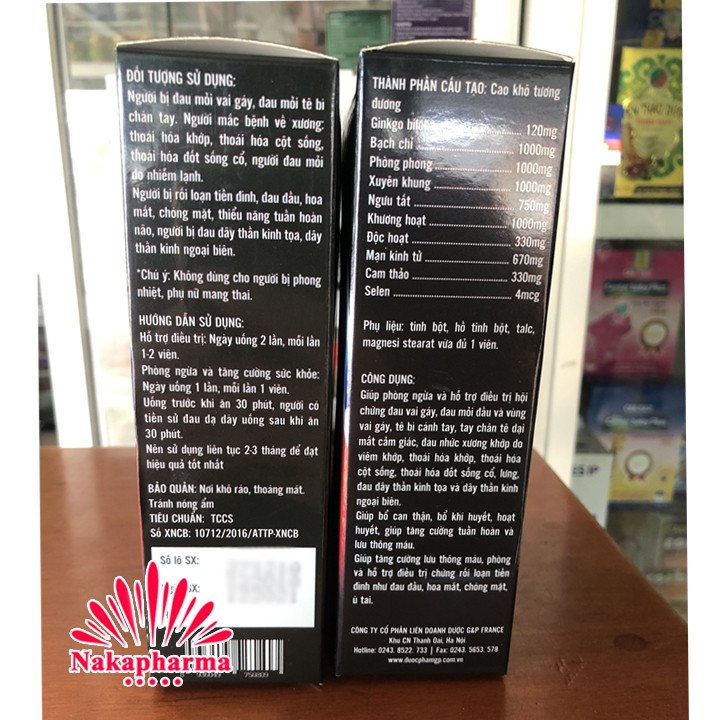 ĐỐI TƯỢNG SỬ DỤNG:
Người bị đau mỏi vai gáy, đau mỏi tê bì
chân tay. Người mắc bệnh về xương:
thoái hóa khớp, thoái hóa cột sống,
thoái hóa đốt sống cổ, người đau mỏi
do nhiễm lạnh.
Người bị rối loạn tiền đình, đau đầu, hoa
mắt, chóng mặt, thiểu năng tuần hoàn
não, người bị đau dây thần kinh tọa, dây
thần kinh ngoại biên.
*Chú ý: Không dùng cho người bị phong
nhiệt, phụ nữ mang thai.
HƯỚNG DẪN SỬ DỤNG:
Hỗ trợ điều trị: Ngày uống 2 lần, mỗi lần
1-2 viên.
Phòng ngừa và tăng cường sức khỏe:
Ngày uống 1 lần, mỗi lần 1 viên.
Uống trước khi ăn 30 phút, người có
tiền sử đau dạ dày uống sau khi ăn
30 phút.
Nên sử dụng liên tục 2-3 tháng để đạt
hiệu quả tốt nhất
BẢO QUẢN: Nơi khô ráo, thoáng mát.
Tránh nóng ẩm
TIÊU CHUẨN: TCCS
Số XNCB: 10712/2016/ATTP-XNCB
Số lô SX:
SX:
Nakapharma
THÀNH PHẦN CẤU TẠO: Cao khô tương
đương
Ginkgo biloba 120mg
Bạch chỉ 1000mg
Phòng phong 1000mg
Xuyên khung 1000mg
Ngưu tất 750mg
Khương hoạt 1000mg
Độc hoạt 330mg
Mạn kinh tử 670mg
Cam thảo 330mg
Selen 4mcg
Phụ liệu: tinh bột, hồ tinh bột, talc,
magnesi stearat vừa đủ 1 viên.
CÔNG DỤNG:
Giúp phòng ngừa và hỗ trợ điều trị hội
chứng đau vai gáy, đau mỏi đầu và vùng
vai gáy, tê bì cánh tay, tay chân tê dại
mất cảm giác, đau nhức xương khớp do
viêm khớp, thoái hóa khớp, thoái hóa
cột sống, thoái hóa đốt sống cổ, lưng,
đau dây thần kinh tọa và dây thần kinh
ngoại biên.
Giúp bổ can thận, bổ khí huyết, hoạt
huyết, giúp tăng cường tuần hoàn và
lưu thông máu.
Giúp tăng cường lưu thông máu, phòng
và hỗ trợ điều trị chứng rối loạn tiền
đình như đau đầu, hoa mắt, chóng mặt,
ù tai.
CÔNG TY CỔ PHẦN LIÊN DOANH DƯỢC G&P FRANCE
Khu CN Thanh Oai, Hà Nội
Hotline: 0243. 8522. 733 | Fax: 0243. 5653. 578
www.duocphamgp.com.vn